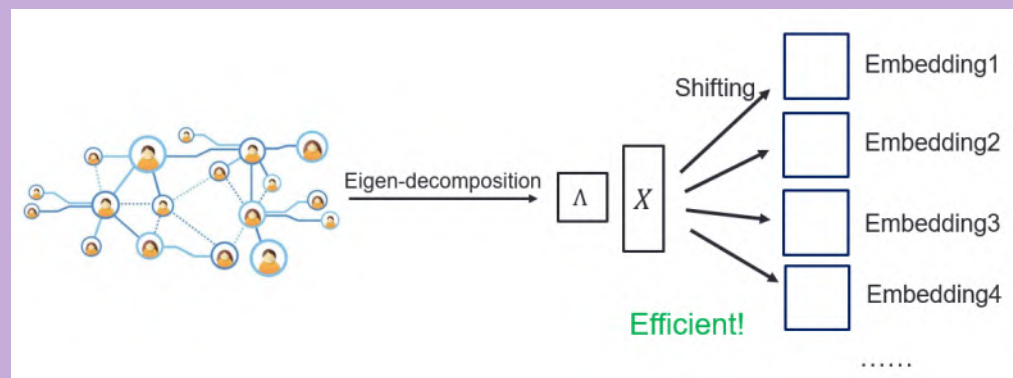 Embedding1
Shifting
Embedding2
Eigen-decomposition
Λ
X
Embedding3
Embedding4
Efficient!
......